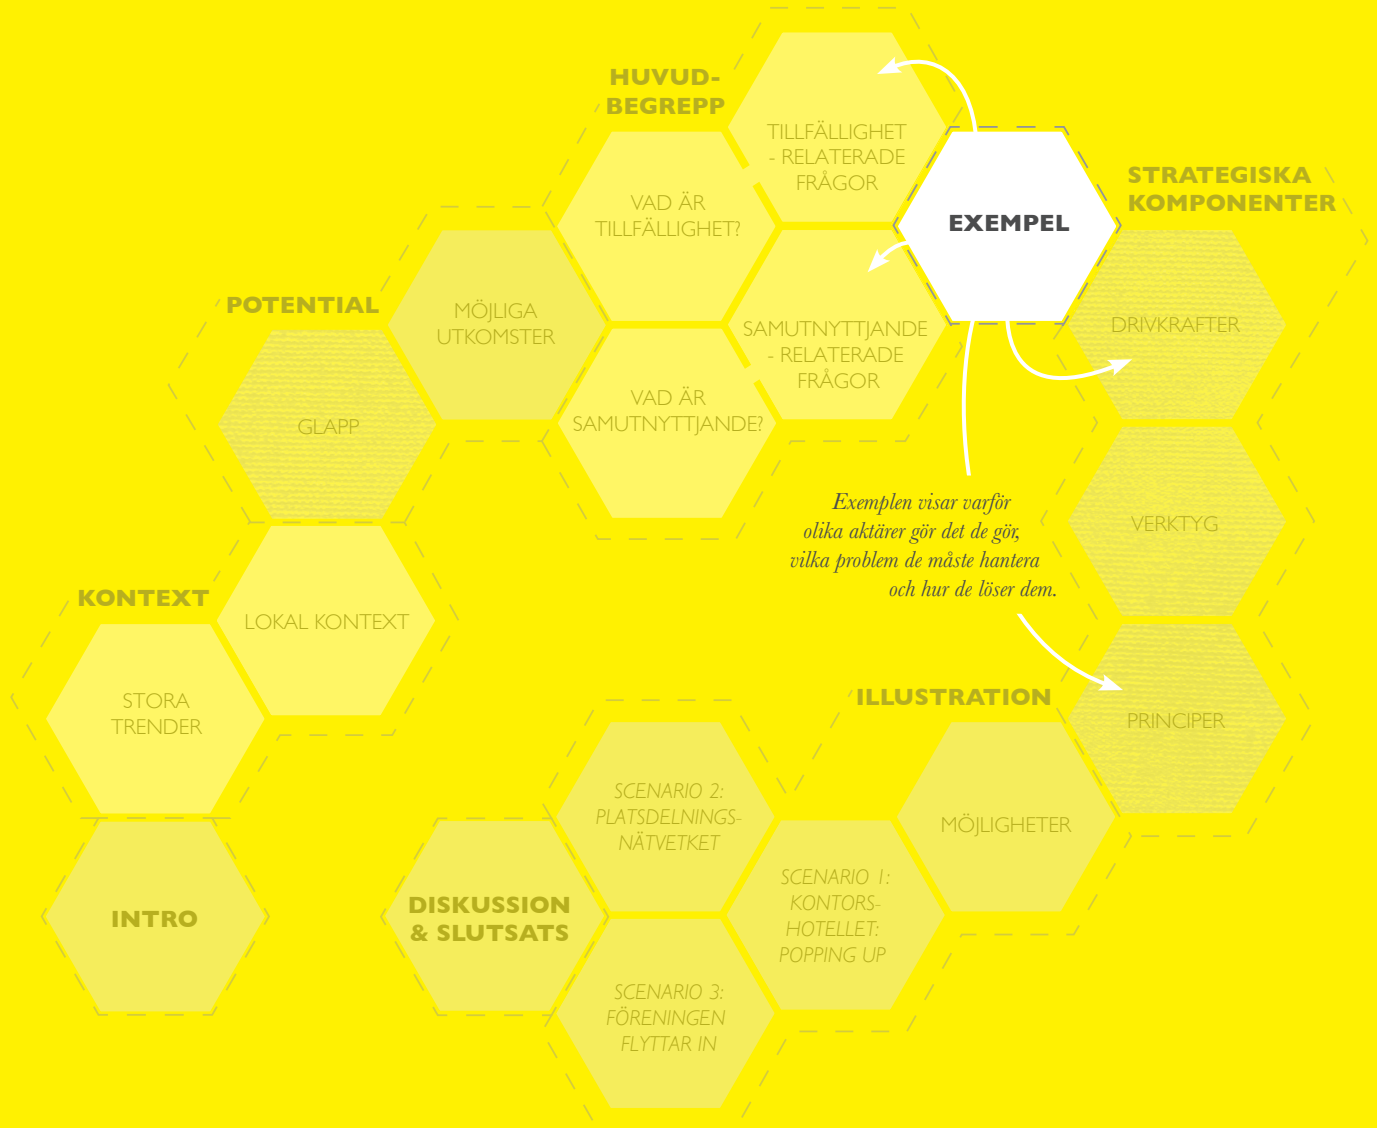 HUVUD-
BEGREPP
TILLFÄLLIGHET
- RELATERADE
FRÅGOR
VAD ÄR
TILLFÄLLIGHET?
EXEMPEL
STRATEGISKA
KOMPONENTER
POTENTIAL
MÖJLIGA
UTKOMSTER
SAMUTNYTTJANDE
- RELATERADE
FRÅGOR
DRIVKRAFTER
GLAPP
VAD ÄR
SAMUTNYTTJANDE?
Exemplen visar varför
olika aktärer gör det de gör,
vilka problem de måste hantera
och hur de löser dem.
VERKTYG
KONTEXT
LOKAL KONTEXT
STORA
TRENDER
ILLUSTRATION
PRINCIPER
SCENARIO 2:
PLATSDELNINGS-
NÄTVETKET
MÖJLIGHETER
SCENARIO 1:
KONTORS-
HOTELLET:
POPPING UP
INTRO
DISKUSSION
& SLUTSATS
SCENARIO 3:
FÖRENINGEN
FLYTTAR IN